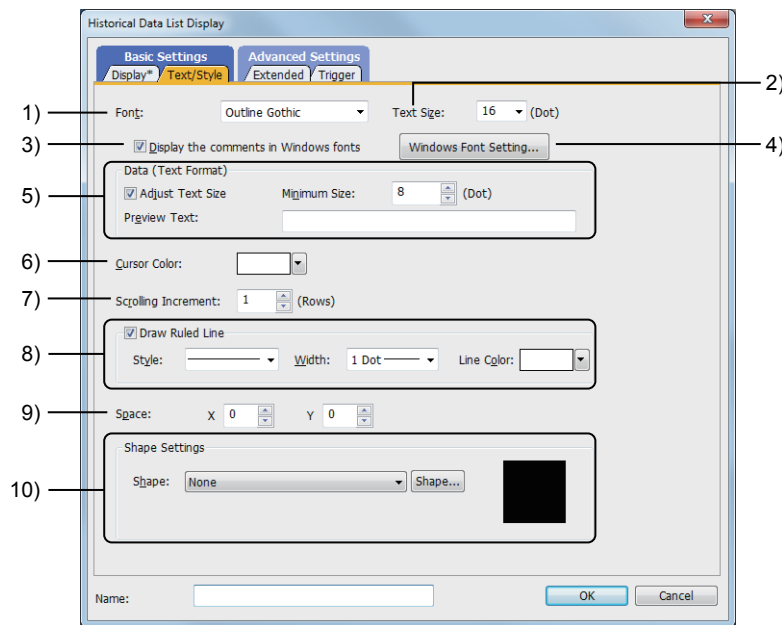 Historical Data List Display
x
Basic Settings Advanced Settings
Display* Text/Style Extended Trigger
2)
1) Font: Outline Gothic Text Size: 16 (Dot)
3) Display the comments in Windows fonts Windows Font Setting... 4)
Data (Text Format)
5) Adjust Text Size Minimum Size: 8 (Dot)
Preview Text:
6) Cursor Color:
7) Scrolling Increment: 1 (Rows)
Draw Ruled Line
8) Style: Width: 1 Dot Line Color:
9) Space: X 0 Y 0
Shape Settings
10) Shape: None Shape...
Name: OK Cancel